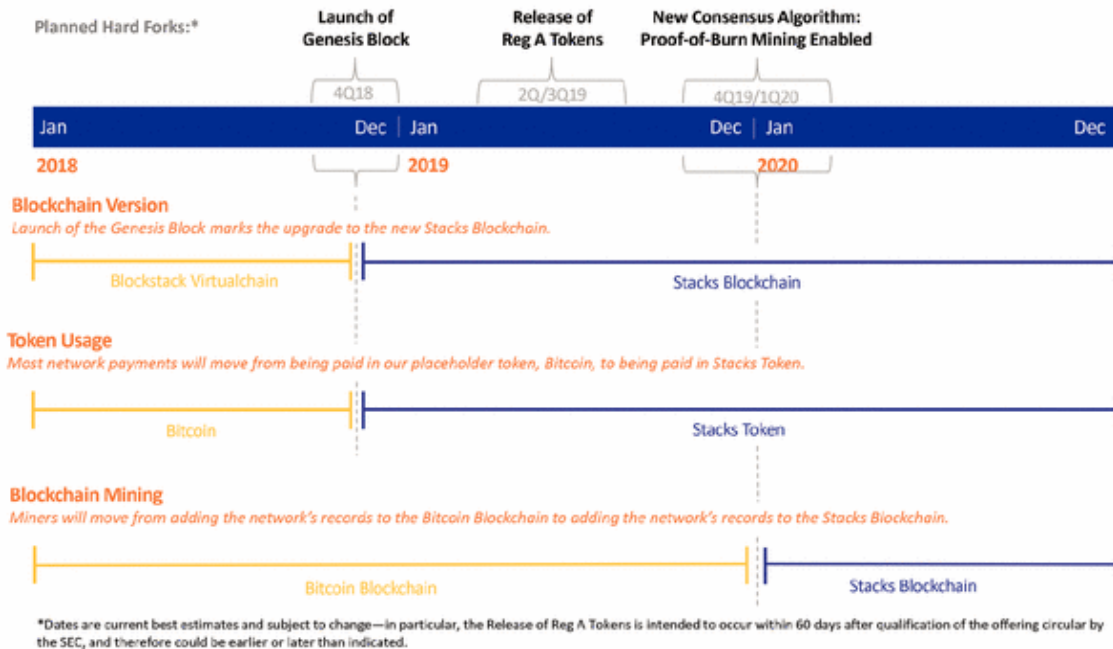 Planned Hard Forks:*
Launch of
Genesis Block
Release of
Reg A Tokens
New Consensus Algorithm:
Proof-of-Burn Mining Enabled
4Q18
2Q/3Q19
4Q19/1Q20
Jan
Dec | Jan
Dec | Jan
Dec
2018
2019
2020
Blockchain Version
Launch of the Genesis Block marks the upgrade to the new Stacks Blockchain.
Blockstack Virtualchain
Stacks Blockchain
Token Usage
Most network payments will move from being paid in our placeholder token, Bitcoin, to being paid in Stacks Token.
Bitcoin
Stacks Token
Blockchain Mining
Miners will move from adding the network's records to the Bitcoin Blockchain to adding the network's records to the Stacks Blockchain.
Bitcoin Blockchain
Stacks Blockchain
*Dates are current best estimates and subject to change—in particular, the Release of Reg A Tokens is intended to occur within 60 days after qualification of the offering circular by
the SEC, and therefore could be earlier or later than indicated.